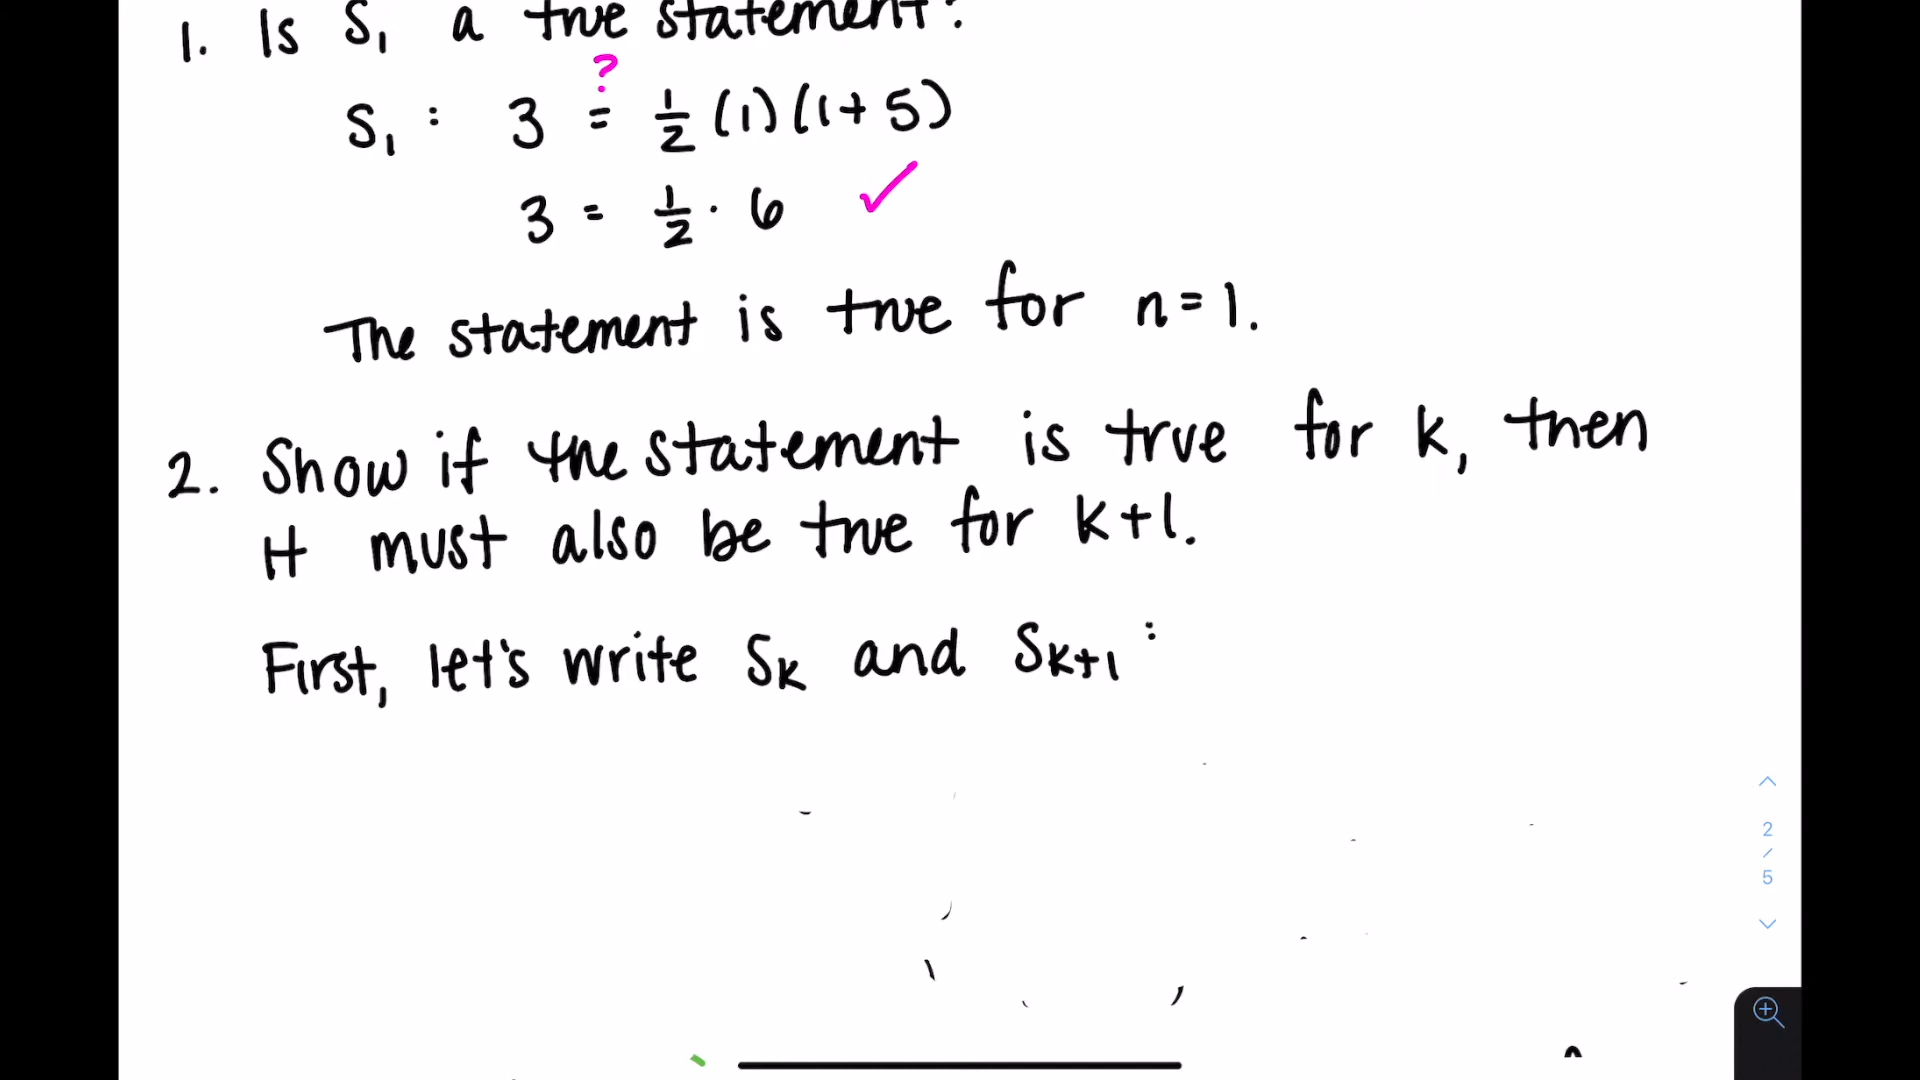 1. Is S₁ a true statement?
?
S₁ : 3 = ½ (1)(1+5)
3 = ½ · 6 ✓
The statement is true for n=1.
2. Show if the statement is true for k, then
it must also be true for k+1.
First, let's write Sₖ and Sₖ₊₁ :
2
/
5